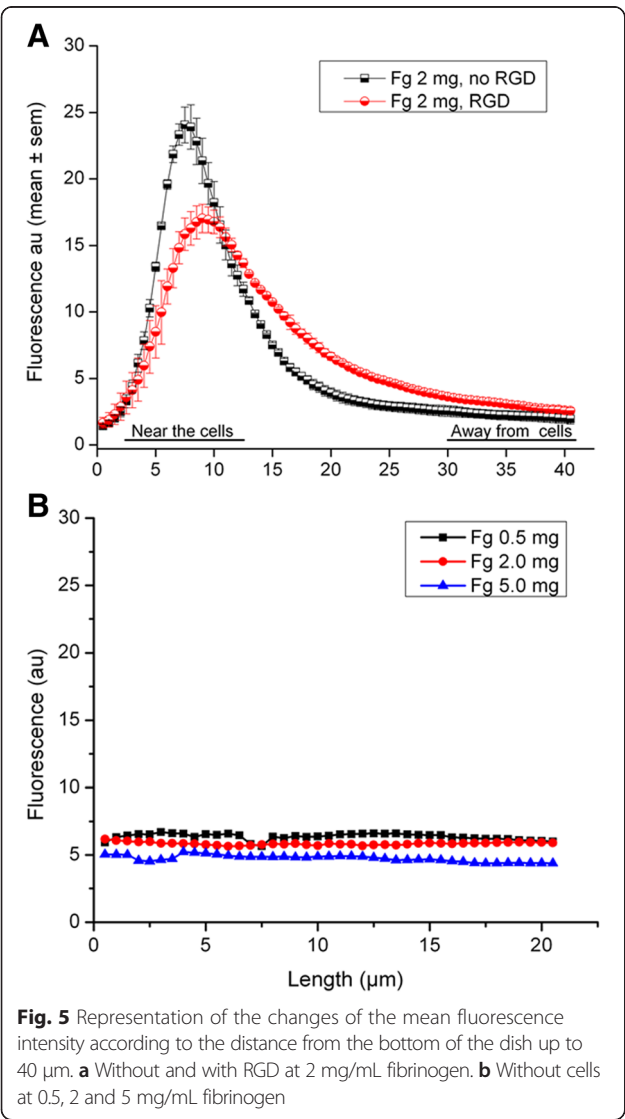 A
30
25
20
15
10
5
0
Fluorescence au (mean ± sem)
Fg 2 mg, no RGD
Fg 2 mg, RGD
Near the cells
Away from cells
0 5 10 15 20 25 30 35 40
B
30
25
20
15
10
5
0
Fluorescence (au)
Fg 0.5 mg
Fg 2.0 mg
Fg 5.0 mg
0 5 10 15 20
Length (µm)
Fig. 5 Representation of the changes of the mean fluorescence
intensity according to the distance from the bottom of the dish up to
40 µm. a Without and with RGD at 2 mg/mL fibrinogen. b Without cells
at 0.5, 2 and 5 mg/mL fibrinogen